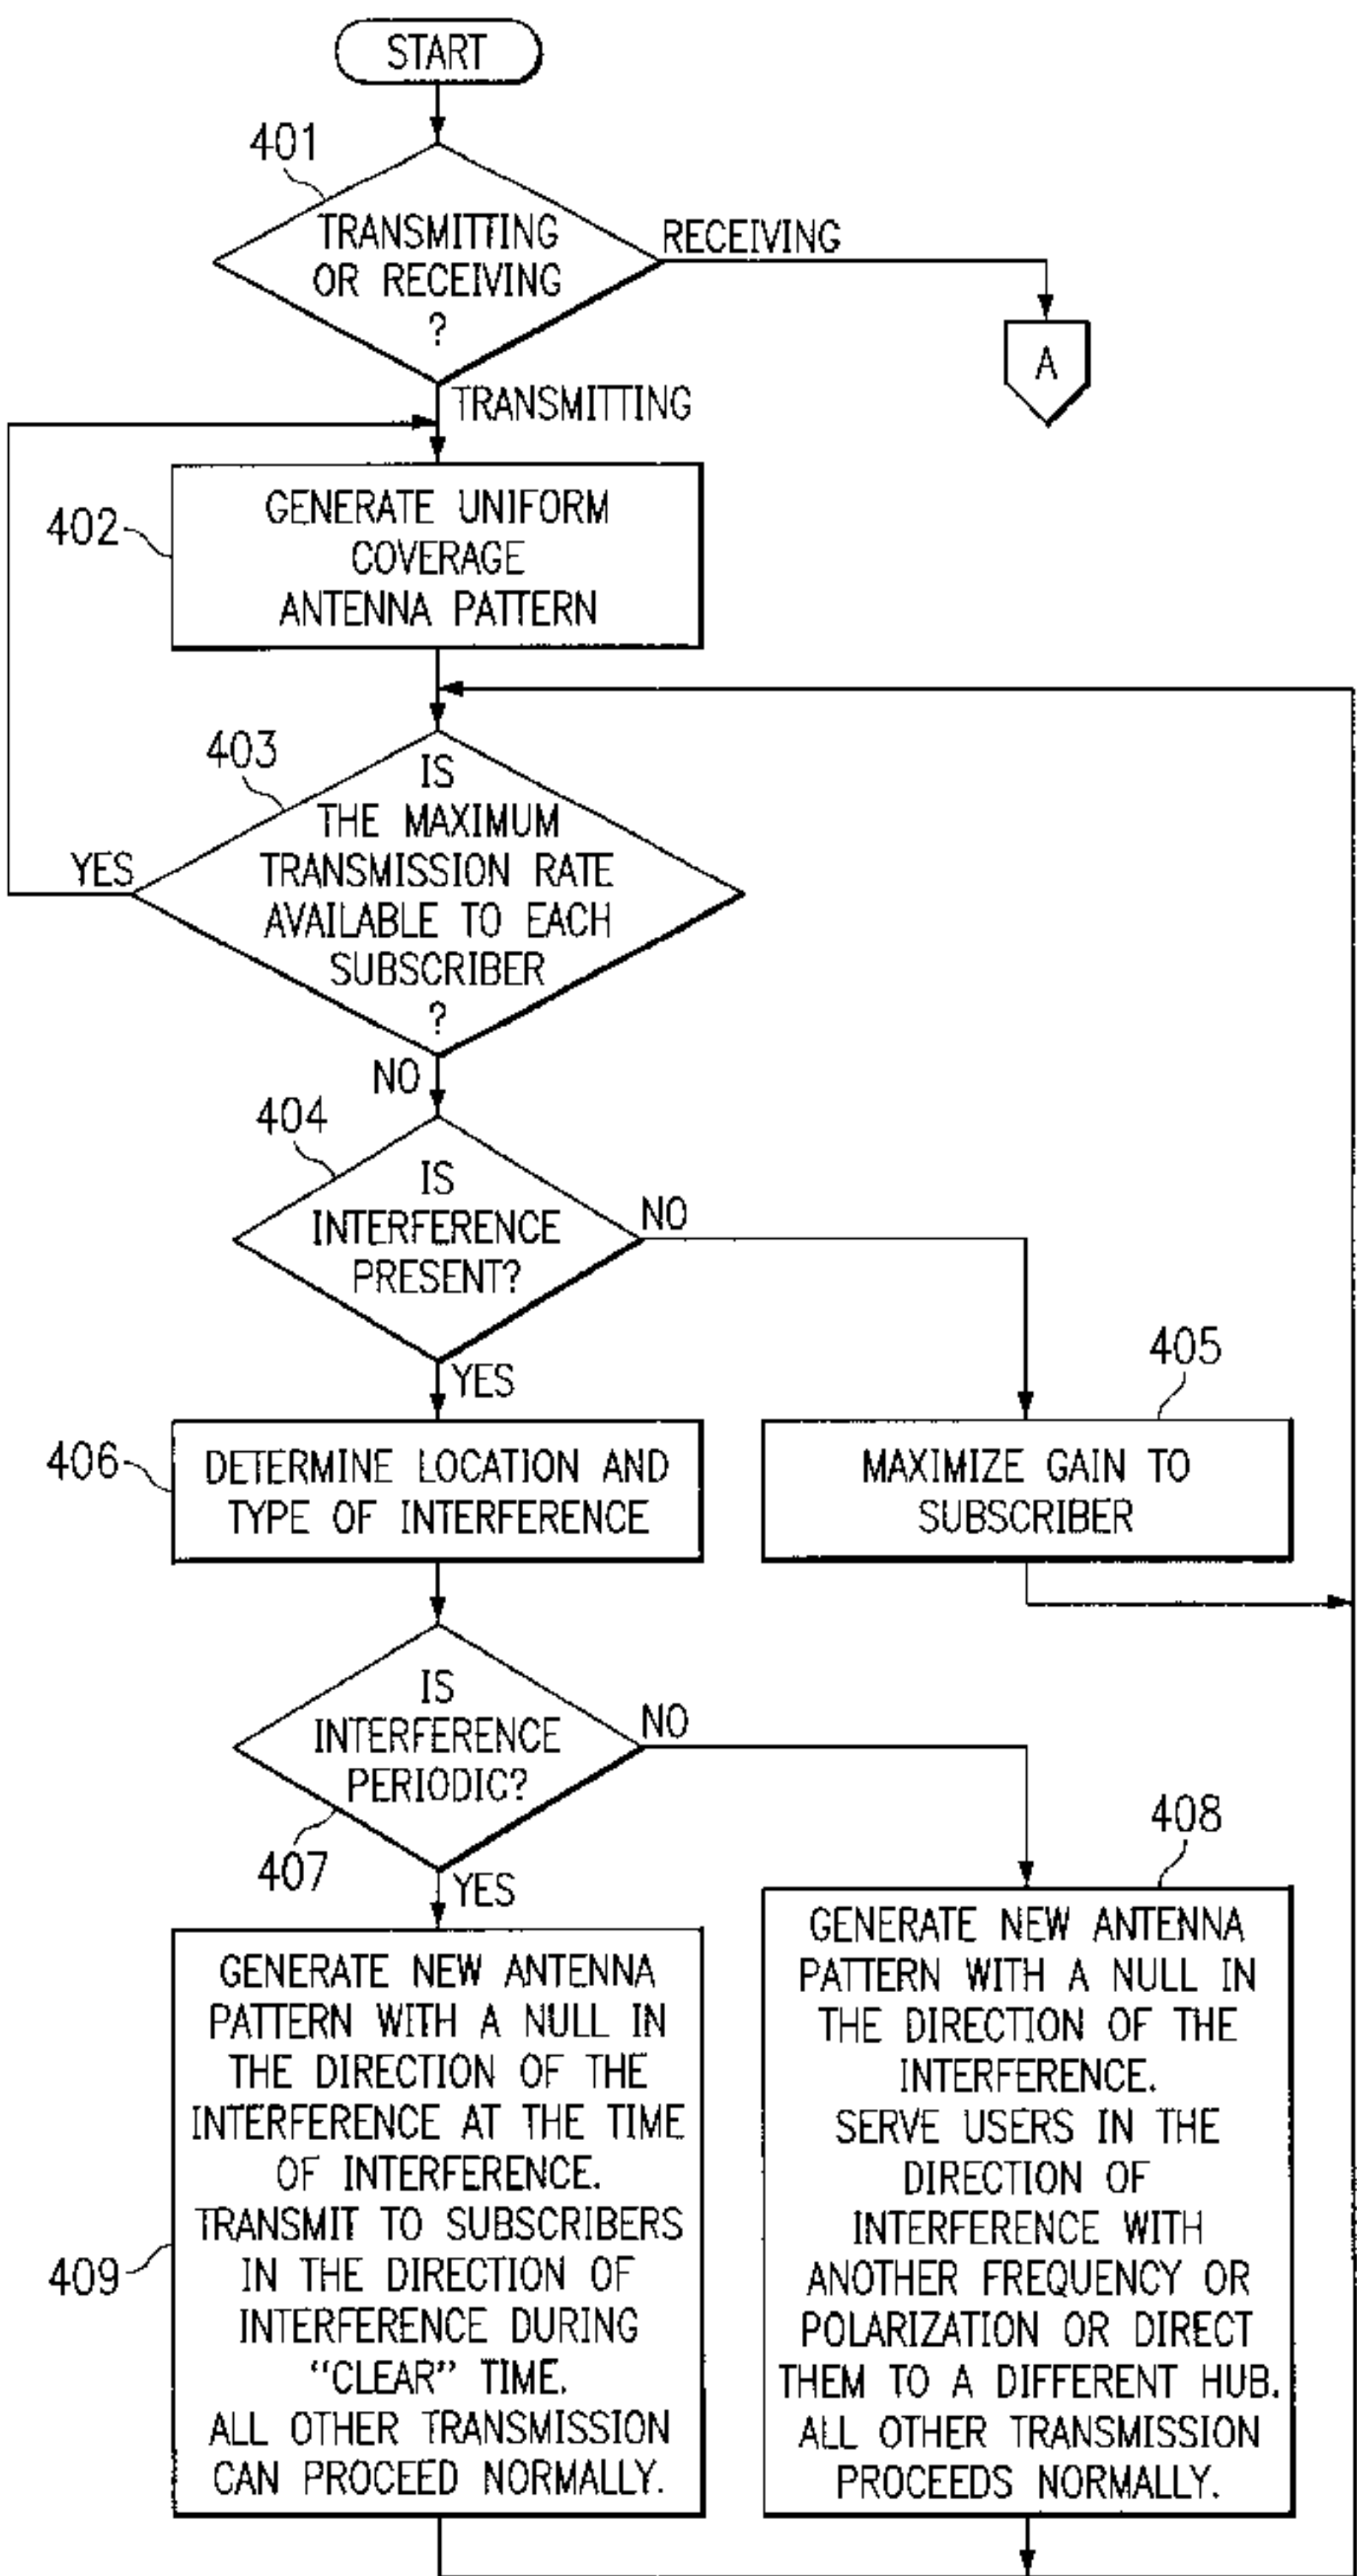 START
401
TRANSMITTING
OR RECEIVING
?
RECEIVING
A
TRANSMITTING
402
GENERATE UNIFORM
COVERAGE
ANTENNA PATTERN
403
IS
THE MAXIMUM
TRANSMISSION RATE
AVAILABLE TO EACH
SUBSCRIBER
?
YES
NO
404
IS
INTERFERENCE
PRESENT?
NO
YES
405
MAXIMIZE GAIN TO
SUBSCRIBER
406
DETERMINE LOCATION AND
TYPE OF INTERFERENCE
IS
INTERFERENCE
PERIODIC?
NO
407
YES
408
GENERATE NEW ANTENNA
PATTERN WITH A NULL IN
THE DIRECTION OF THE
INTERFERENCE.
SERVE USERS IN THE
DIRECTION OF
INTERFERENCE WITH
ANOTHER FREQUENCY OR
POLARIZATION OR DIRECT
THEM TO A DIFFERENT HUB.
ALL OTHER TRANSMISSION
PROCEEDS NORMALLY.
409
GENERATE NEW ANTENNA
PATTERN WITH A NULL IN
THE DIRECTION OF THE
INTERFERENCE AT THE TIME
OF INTERFERENCE.
TRANSMIT TO SUBSCRIBERS
IN THE DIRECTION OF
INTERFERENCE DURING
"CLEAR" TIME.
ALL OTHER TRANSMISSION
CAN PROCEED NORMALLY.